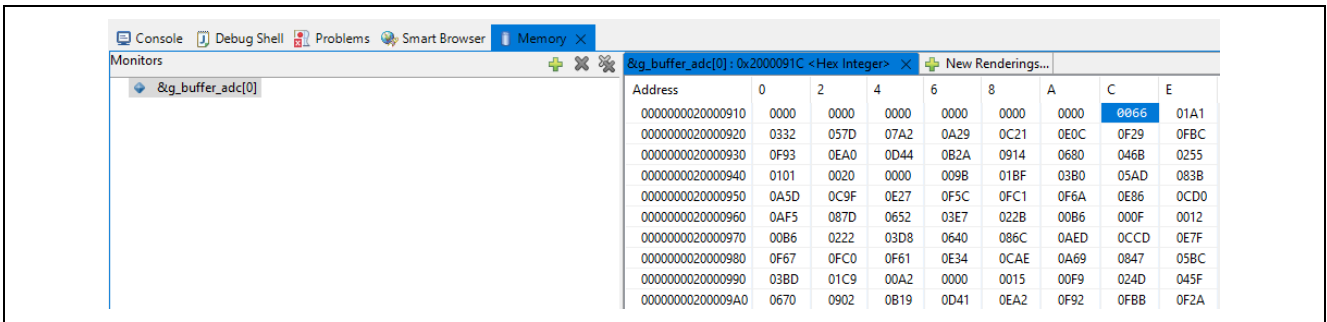 Console Debug Shell Problems Smart Browser Memory
Monitors
&g_buffer_adc[0]
&g_buffer_adc[0] : 0x2000091C <Hex Integer> New Renderings...
Address 0 2 4 6 8 A C E
0000000020000910 0000 0000 0000 0000 0000 0000 0066 01A1
0000000020000920 0332 057D 07A2 0A29 0C21 0E0C 0F29 0FBC
0000000020000930 0F93 0EA0 0D44 0B2A 0914 0680 046B 0255
0000000020000940 0101 0020 0000 009B 01BF 03B0 05AD 083B
0000000020000950 0A5D 0C9F 0E27 0F5C 0FC1 0F6A 0E86 0CD0
0000000020000960 0AF5 087D 0652 03E7 022B 00B6 000F 0012
0000000020000970 00B6 0222 03D8 0640 086C 0AED 0CCD 0E7F
0000000020000980 0F67 0FC0 0F61 0E34 0CAE 0A69 0847 05BC
0000000020000990 03BD 01C9 00A2 0000 0015 00F9 024D 045F
00000000200009A0 0670 0902 0B19 0D41 0EA2 0F92 0FBB 0F2A